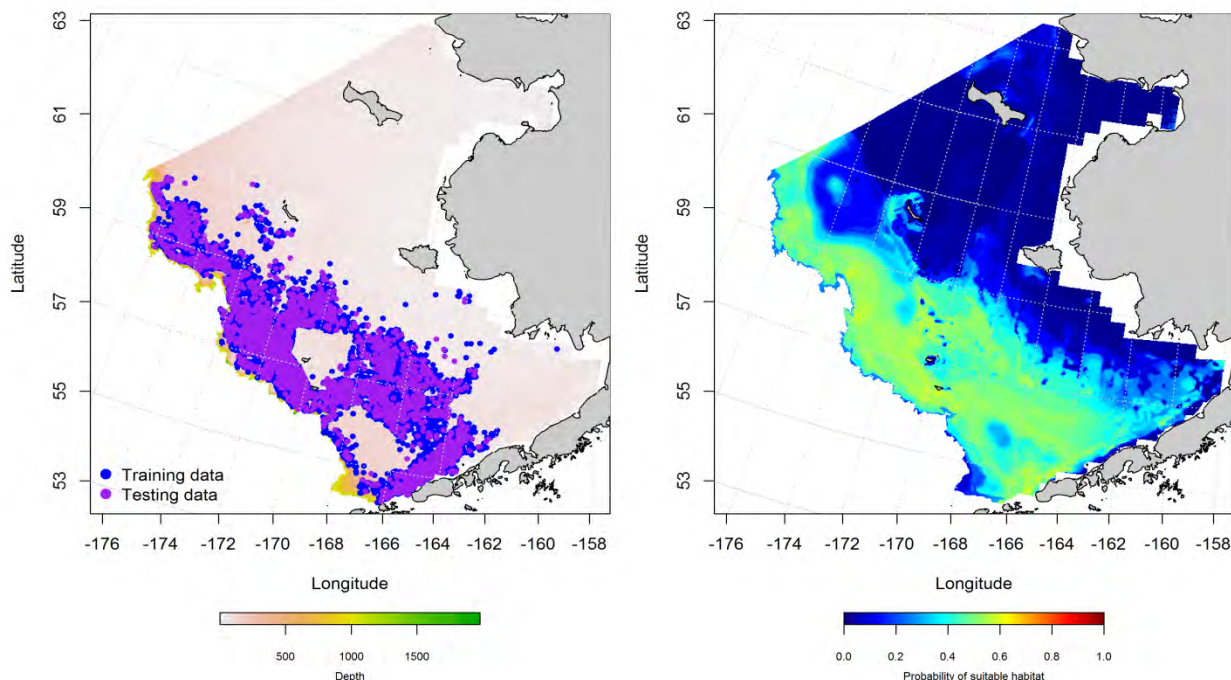 63
61
59
57
55
53
Latitude
Training data
Testing data
-176 -174 -172 -170 -168 -166 -164 -162 -160 -158
Longitude
500 1000 1500
Depth
63
61
59
57
55
53
Latitude
-176 -174 -172 -170 -168 -166 -164 -162 -160 -158
Longitude
0.0 0.2 0.4 0.6 0.8 1.0
Probability of suitable habitat